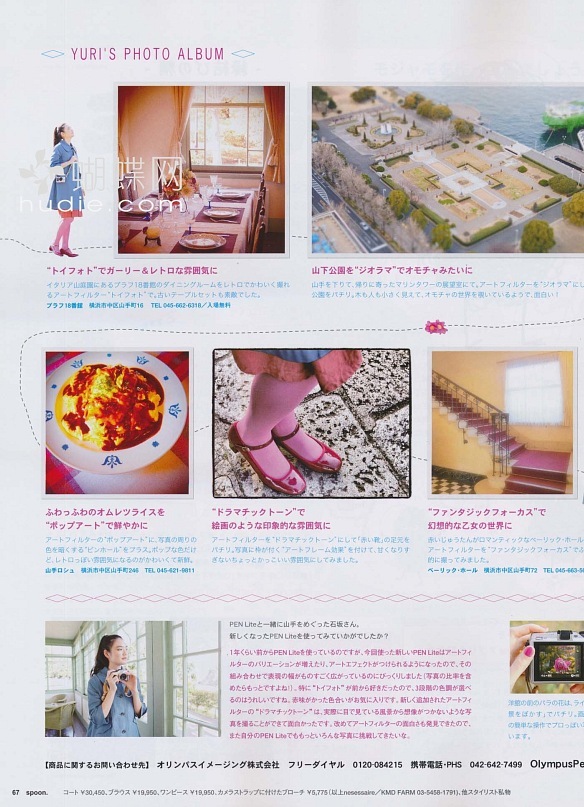 YURI'S PHOTO ALBUM
蝴蝶网
hudie.com
“トイフォト”でガーリー&レトロな雰囲気に
イタリア山庭園にあるブラフ18番館のダイニングルームをレトロでかわいく撮れ
るアートフィルター“トイフォト”で。古いテーブルセットも素敵でした。
ブラフ18番館　横浜市中区山手町16　TEL 045-662-6318／入場無料
山下公園を“ジオラマ”でオモチャみたいに
山手を下りて、帰りに寄ったマリンタワーの展望室にて。アートフィルターを“ジオラマ”にし
公園をパチリ。木も人も小さく見えて、オモチャの世界を覗いているようで、面白い!
ふわっふわのオムレツライスを
“ポップアート”で鮮やかに
アートフィルターの“ポップアート”に、写真の周り
の色を暗くする“ピンホール”をプラス。ポップな色だけ
ど、レトロっぽい雰囲気になるのがかわいくて新鮮。
山手ロシュ　横浜市中区山手町246　TEL 045-621-9811
“ドラマチックトーン”で
絵画のような印象的な雰囲気に
アートフィルターを“ドラマチックトーン”にして「赤い靴」の足元を
パチリ。写真に枠が付く“アートフレーム効果”を付けて、甘くなりす
ぎないちょっとかっこいい雰囲気にしてみました。
“ファンタジックフォーカス”で
幻想的な乙女の世界に
赤いじゅうたんがロマンティックなベーリック・ホール
アートフィルターを“ファンタジックフォーカス”でふ
的に撮ってみました。
ベーリック・ホール　横浜市中区山手町72　TEL 045-663-5
PEN Liteと一緒に山手をめぐった石坂さん。
新しくなったPEN Liteを使ってみていかがでしたか?
1年くらい前からPEN Liteを使っているのですが、今回使った新しいPEN Liteはアートフィ
ルターのバリエーションが増えたり、アートエフェクトがつけられるようになったので、その
組み合わせで表現の幅がものすごく広がっているのにびっくりしました(写真の比率を含
めたらもっとですよね!)。特に“トイフォト”が前から好きだったので、3段階の色調が選べ
るのはうれしいですね。赤味がかった色合いがお気に入りです。新しく追加されたアートフィ
ルターの“ドラマチックトーン”は、実際に目で見ている風景から想像がつかないような写
真を撮ることができて面白かったです。改めてアートフィルターの面白さも発見できたので、
また自分のPEN Liteでももっといろんな写真に挑戦してきたいな。
洋館の前のバラの花は、ライ
景をぼかす”でパチリ。
の簡単な操作でプロっぽい
います。
【商品に関するお問い合わせ先】 オリンパスイメージング株式会社　フリーダイヤル　0120-084215　携帯電話・PHS　042-642-7499　OlympusPe
67 spoon.　コート￥30,450、ブラウス￥19,950、ワンピース￥19,950、カメラストラップに付けたブローチ￥5,775(以上nesessaire／KMD FARM 03-5458-1791)、他スタイリスト私物